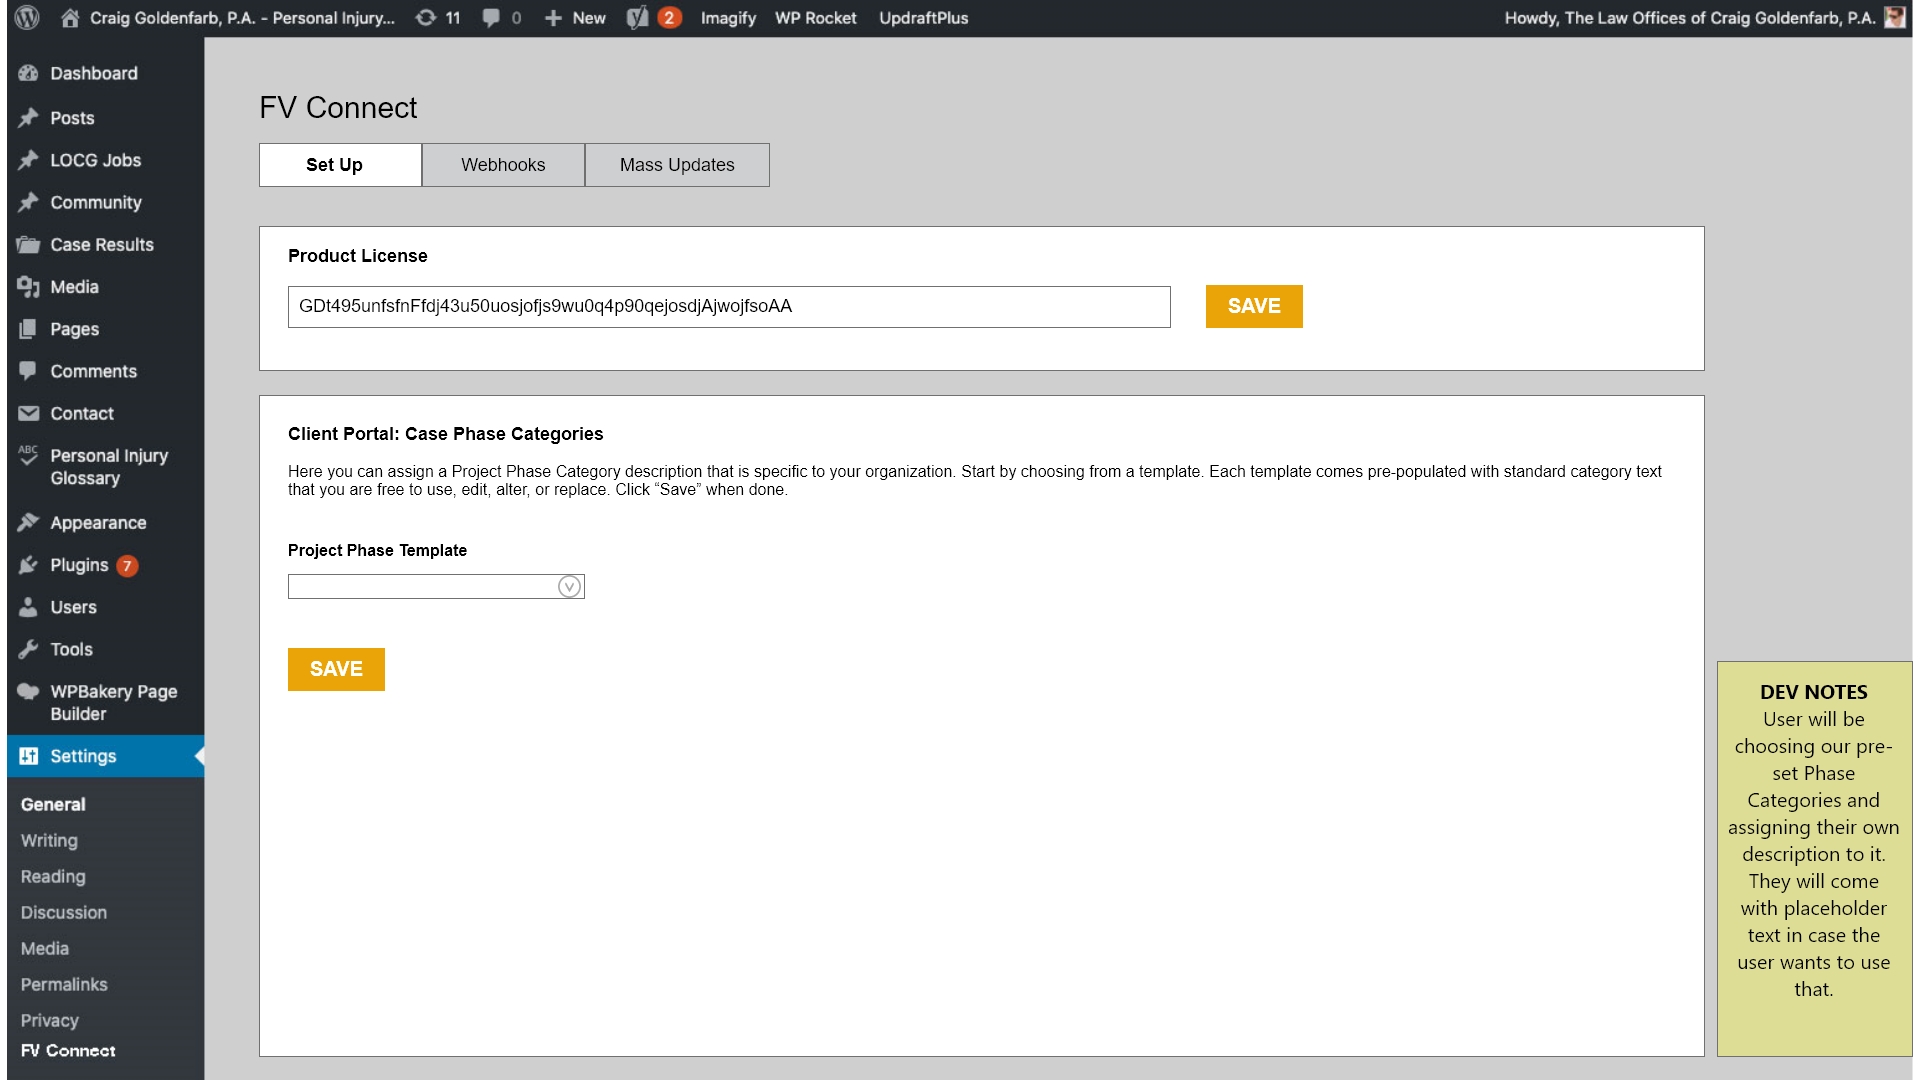 Craig Goldenfarb, P.A. - Personal Injury... 11 0 New 2 Imagify WP Rocket UpdraftPlus Howdy, The Law Offices of Craig Goldenfarb, P.A.
Dashboard
Posts
LOCG Jobs
Community
Case Results
Media
Pages
Comments
Contact
ABC
Personal Injury
Glossary
Appearance
Plugins 7
Users
Tools
WPBakery Page
Builder
Settings
General
Writing
Reading
Discussion
Media
Permalinks
Privacy
FV Connect
FV Connect
Set Up Webhooks Mass Updates
Product License
GDt495unfsfnFfdj43u50uosjofjs9wu0q4p90qejosdjAjwojfsoAA SAVE
Client Portal: Case Phase Categories
Here you can assign a Project Phase Category description that is specific to your organization. Start by choosing from a template. Each template comes pre-populated with standard category text
that you are free to use, edit, alter, or replace. Click “Save” when done.
Project Phase Template
V
SAVE
DEV NOTES
User will be
choosing our pre-
set Phase
Categories and
assigning their own
description to it.
They will come
with placeholder
text in case the
user wants to use
that.